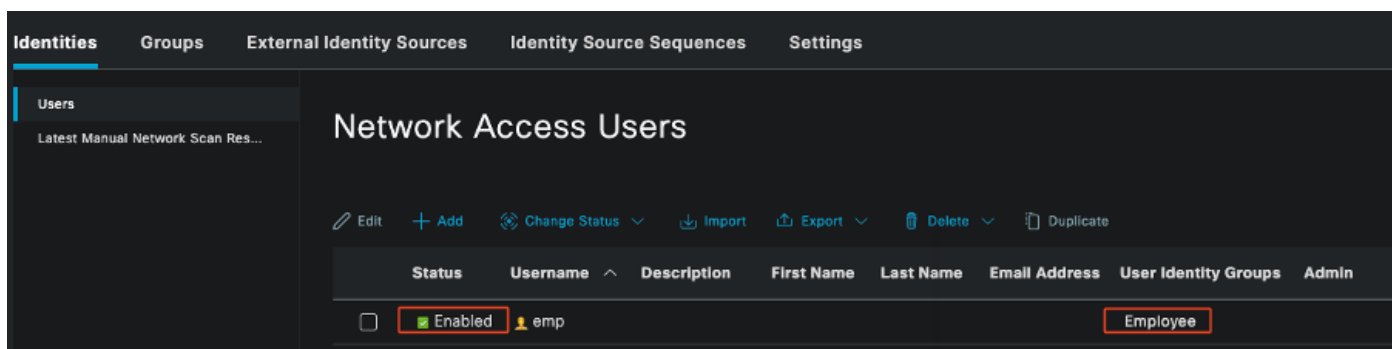 Identities Groups External Identity Sources Identity Source Sequences Settings
Users
Latest Manual Network Scan Res...
Network Access Users
Edit Add Change Status Import Export Delete Duplicate
Status Username Description First Name Last Name Email Address User Identity Groups Admin
Enabled emp Employee